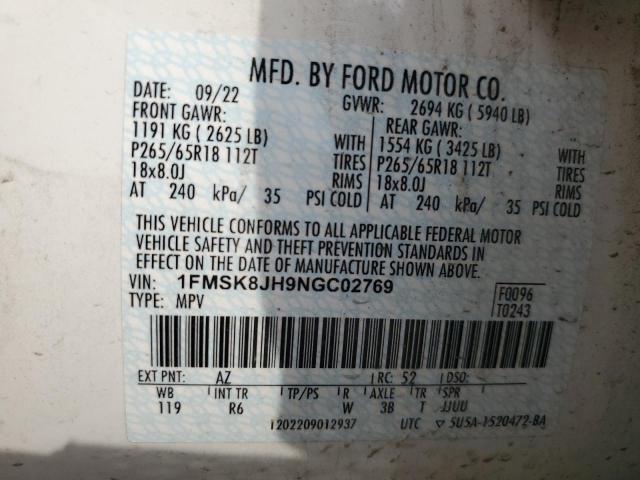 MFD. BY FORD MOTOR CO.
DATE: 09/22 GVWR: 2694 KG ( 5940 LB)
FRONT GAWR: REAR GAWR:
1191 KG ( 2625 LB) WITH 1554 KG ( 3425 LB) WITH
P265/65R18 112T TIRES P265/65R18 112T TIRES
18x8.0J RIMS 18x8.0J RIMS
AT 240 kPa/ 35 PSI COLD AT 240 kPa/ 35 PSI COLD
THIS VEHICLE CONFORMS TO ALL APPLICABLE FEDERAL MOTOR
VEHICLE SAFETY AND THEFT PREVENTION STANDARDS IN
EFFECT ON THE DATE OF MANUFACTURE SHOWN ABOVE.
VIN: 1FMSK8JH9NGC02769 F0096
TYPE: MPV T0243
EXT PNT: AZ RC: 52 DSO:
WB INT TR TP/PS R AXLE TR SPR
119 R6 W 3B T JJUU
1202209012937 UTC ▽ 5U5A-1520472-BA